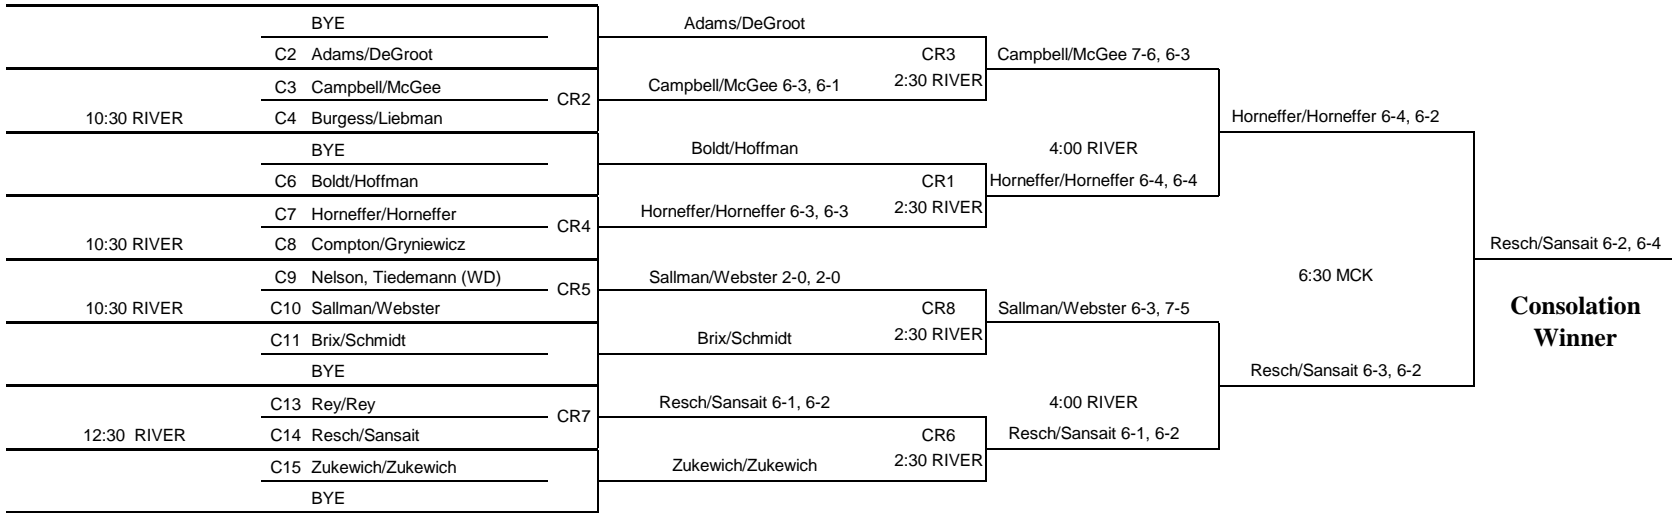 BYE
Adams/DeGroot
C2 Adams/DeGroot
CR3
Campbell/McGee 7-6, 6-3
C3 Campbell/McGee
CR2
Campbell/McGee 6-3, 6-1
2:30 RIVER
10:30 RIVER
C4 Burgess/Liebman
Horneffer/Horneffer 6-4, 6-2
BYE
Boldt/Hoffman
4:00 RIVER
C6 Boldt/Hoffman
CR1
Horneffer/Horneffer 6-4, 6-4
C7 Horneffer/Horneffer
CR4
Horneffer/Horneffer 6-3, 6-3
2:30 RIVER
10:30 RIVER
C8 Compton/Gryniewicz
Resch/Sansait 6-2, 6-4
C9 Nelson, Tiedemann (WD)
CR5
Sallman/Webster 2-0, 2-0
6:30 MCK
10:30 RIVER
C10 Sallman/Webster
CR8
Sallman/Webster 6-3, 7-5
Consolation
Winner
C11 Brix/Schmidt
Brix/Schmidt
2:30 RIVER
BYE
Resch/Sansait 6-3, 6-2
C13 Rey/Rey
CR7
Resch/Sansait 6-1, 6-2
4:00 RIVER
12:30 RIVER
C14 Resch/Sansait
CR6
Resch/Sansait 6-1, 6-2
C15 Zukewich/Zukewich
Zukewich/Zukewich
2:30 RIVER
BYE